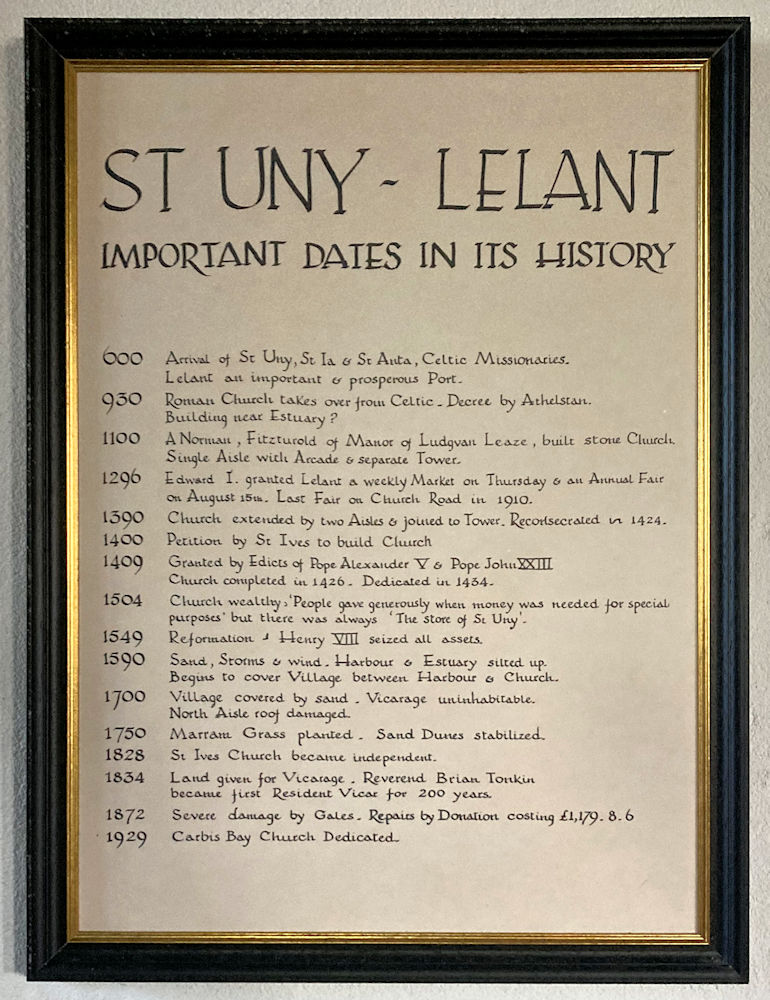 ST UNY - LELANT
IMPORTANT DATES IN ITS HISTORY
600 Arrival of St Uny, St Ia & St Anta, Celtic Missionaries.
Lelant an important & prosperous Port.
930 Roman Church takes over from Celtic - Decree by Athelstan.
Building near Estuary?
1100 A Norman, Fitzturold of Manor of Ludgvan Leaze, built stone Church.
Single Aisle with Arcade & separate Tower.
1296 Edward I. granted Lelant a weekly Market on Thursday & an Annual Fair
on August 15TH. Last Fair on Church Road in 1910.
1390 Church extended by two Aisles & joined to Tower. Reconsecrated in 1424.
1400 Petition by St Ives to build Church
1409 Granted by Edicts of Pope Alexander V & Pope John XXIII
Church completed in 1426. Dedicated in 1434.
1504 Church wealthy, 'People gave generously when money was needed for special
purposes' but there was always 'The store of St Uny'.
1549 Reformation - Henry VIII seized all assets.
1590 Sand, Storms & wind. Harbour & Estuary silted up.
Begins to cover Village between Harbour & Church.
1700 Village covered by sand. Vicarage uninhabitable.
North Aisle roof damaged.
1750 Marram Grass planted. Sand Dunes stabilized.
1828 St Ives Church became independent.
1834 Land given for Vicarage. Reverend Brian Tonkin
became first Resident Vicar for 200 years.
1872 Severe damage by Gales. Repairs by Donation costing £1,179.8.6
1929 Carbis Bay Church Dedicated.